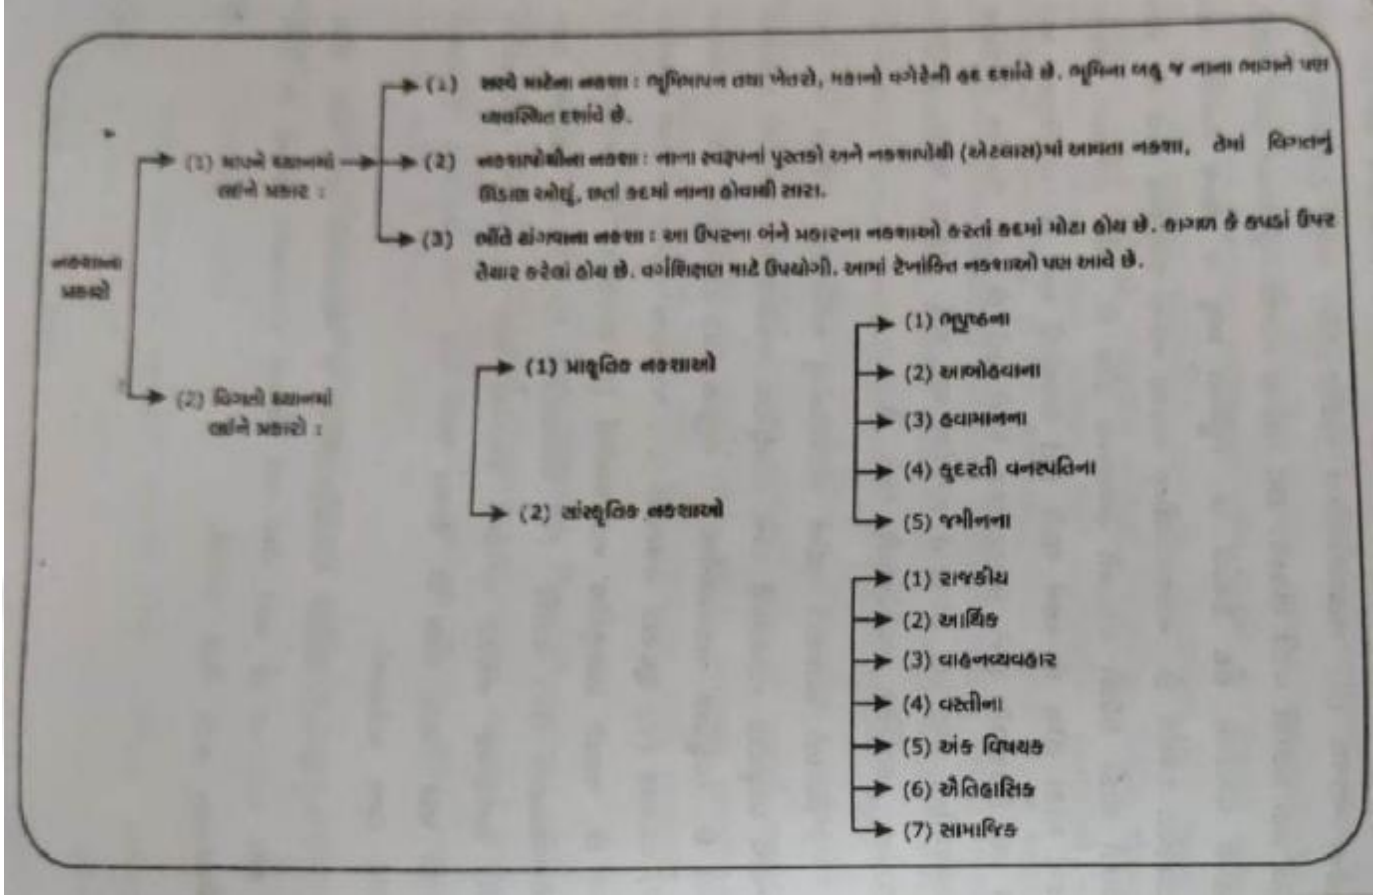 નકશાના
પ્રકારો
(1) માપને ધ્યાનમાં
લઈને પ્રકાર :
(1) સરવે માટેના નકશા : ભૂમિમાપન તથા ખેતરો, મકાનો વગેરેની હદ દર્શાવે છે. ભૂમિના બહુ જ નાના ભાગને પણ
વ્યવસ્થિત દર્શાવે છે.
(2) નકશાપોથીના નકશા : નાના સ્વરૂપનાં પુસ્તકો અને નકશાપોથી (એટલાસ)માં આવતા નકશા, તેમાં વિગતનું
ઊંડાણ ઓછું, છતાં કદમાં નાના હોવાથી સારા.
(3) ભીંતે ટાંગવાના નકશા : આ ઉપરના બંને પ્રકારના નકશાઓ કરતાં કદમાં મોટા હોય છે. કાગળ કે કપડાં ઉપર
તૈયાર કરેલાં હોય છે. વર્ગશિક્ષણ માટે ઉપયોગી. આમાં રેખાંકિત નકશાઓ પણ આવે છે.
(2) વિગતો ધ્યાનમાં
લઈને પ્રકારો :
(1) પ્રાકૃતિક નકશાઓ
(1) ભૂપૃષ્ઠના
(2) આબોહવાના
(3) હવામાનના
(4) કુદરતી વનસ્પતિના
(5) જમીનના
(2) સાંસ્કૃતિક નકશાઓ
(1) રાજકીય
(2) આર્થિક
(3) વાહનવ્યવહાર
(4) વસ્તીના
(5) અંક વિષયક
(6) ઐતિહાસિક
(7) સામાજિક